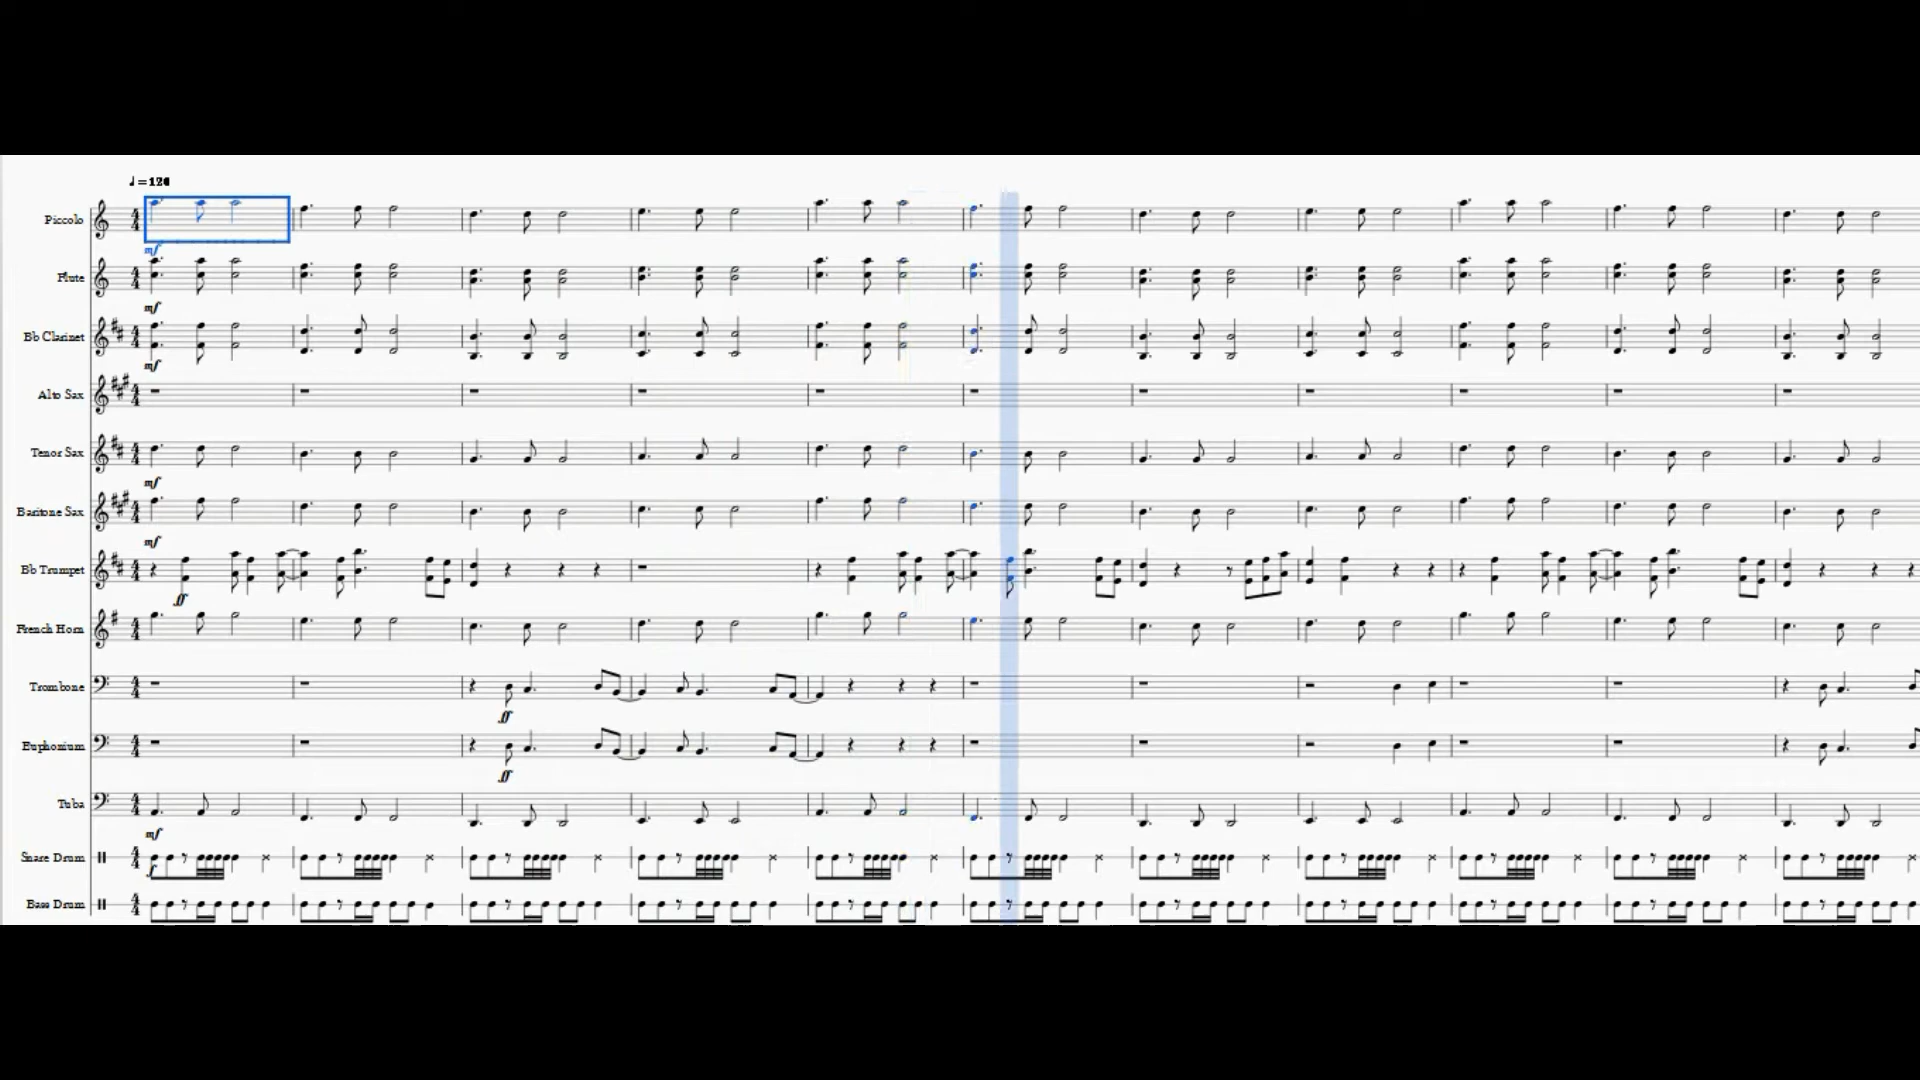 Piccolo
mf
Flute
mf
Bb Clarinet
mf
Alto Sax
Tenor Sax
mf
Baritone Sax
mf
Bb Trumpet
ff
French Horn
Trombone
ff
Euphonium
ff
Tuba
mf
Snare Drum
f
Bass Drum